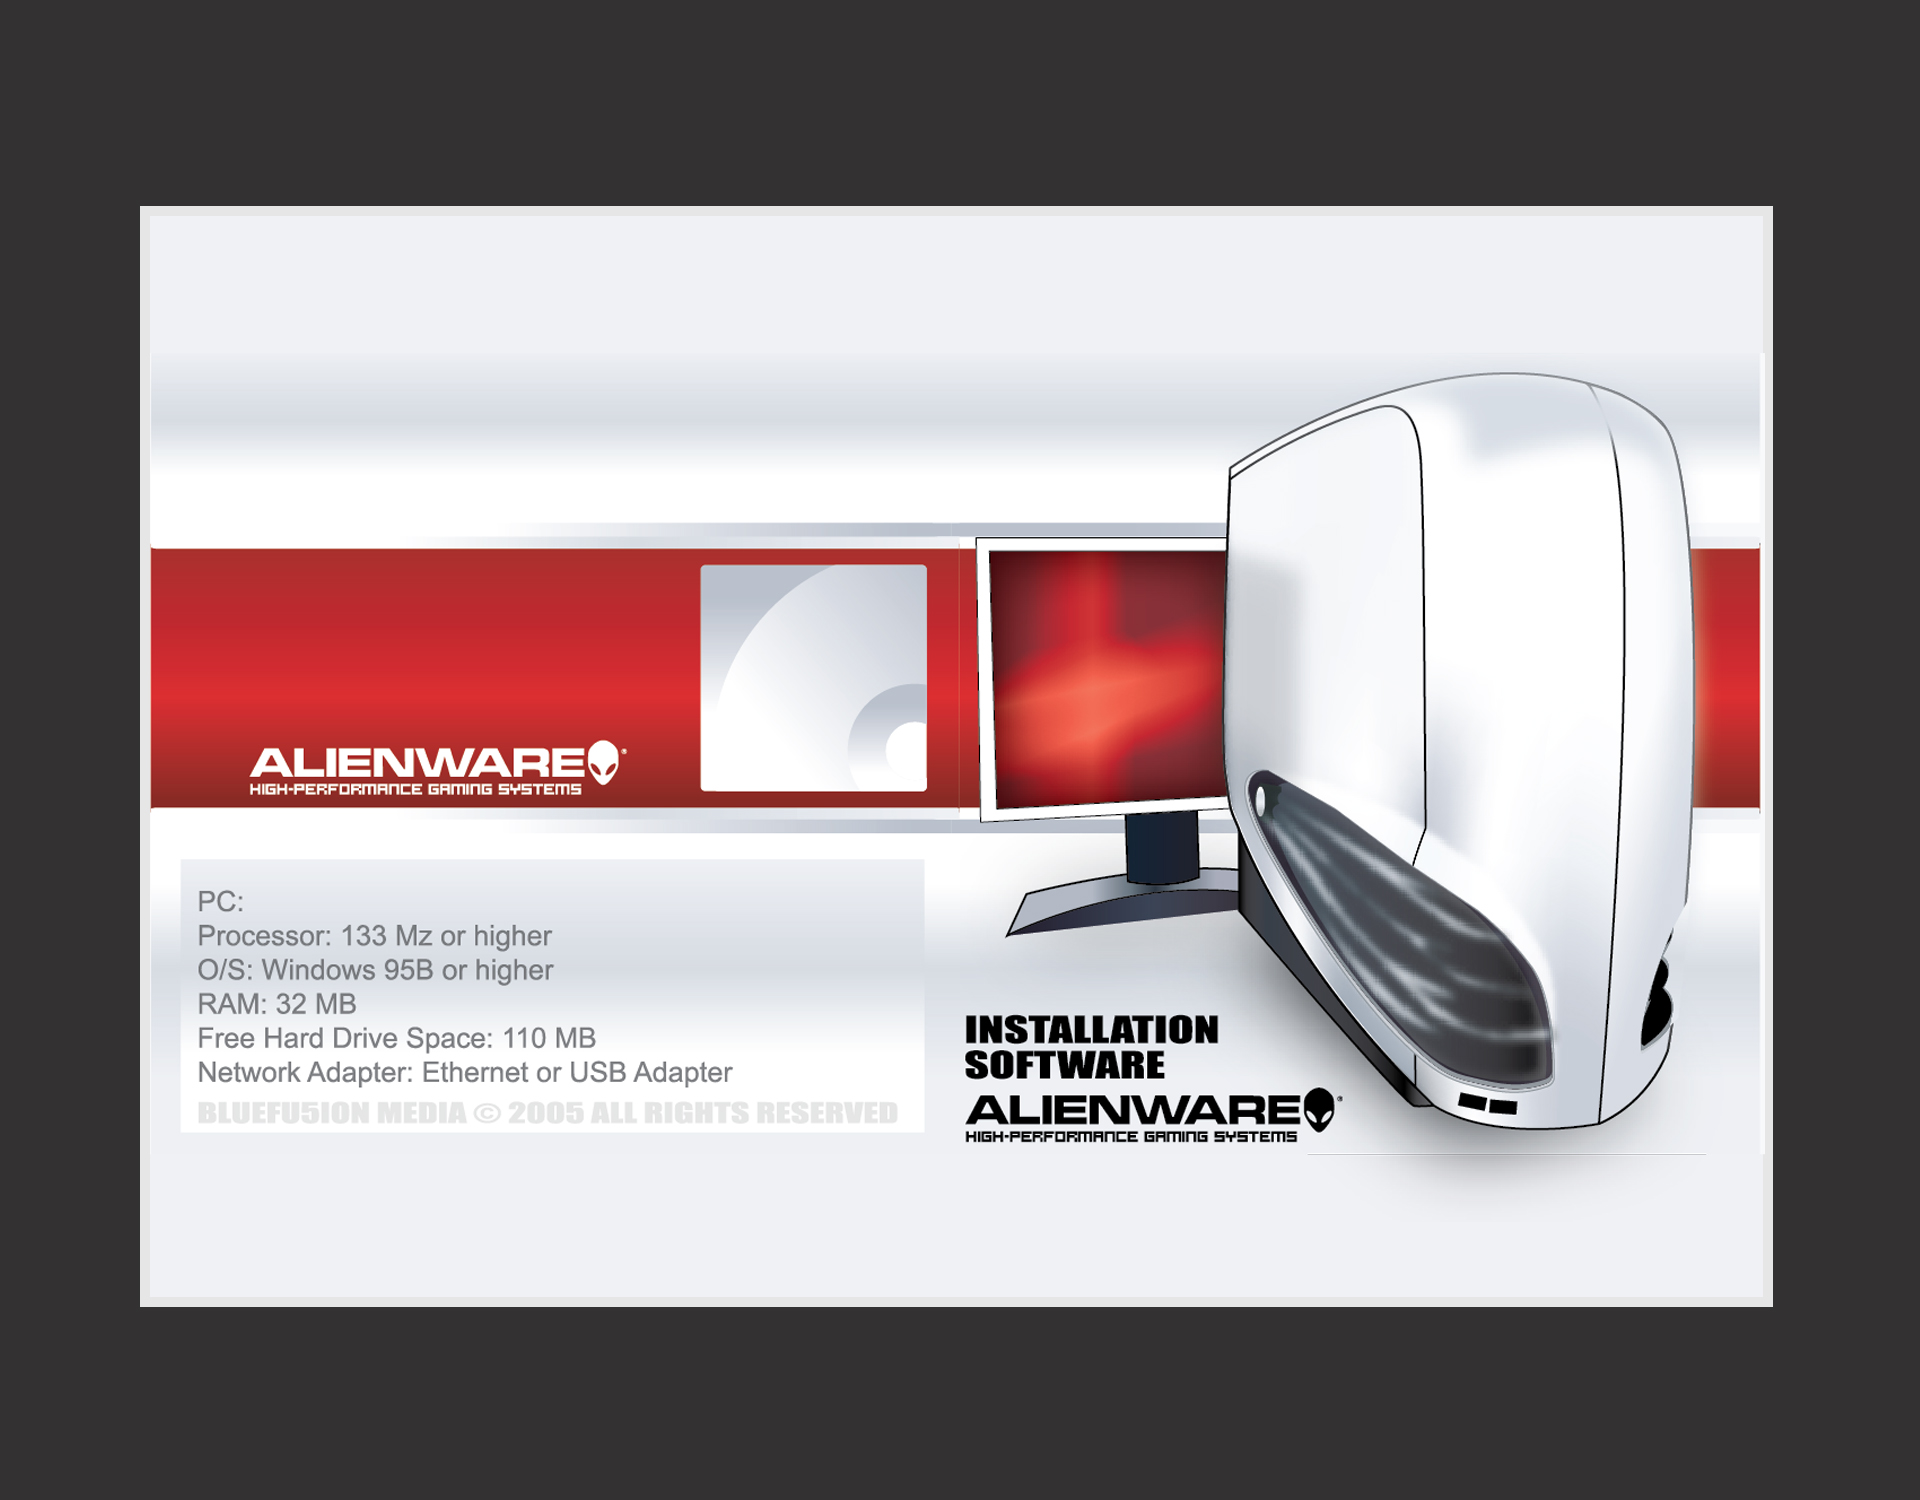 ALIENWARE
HIGH-PERFORMANCE GAMING SYSTEMS
PC:
Processor: 133 Mz or higher
O/S: Windows 95B or higher
RAM: 32 MB
Free Hard Drive Space: 110 MB
Network Adapter: Ethernet or USB Adapter
BLUEFU5ION MEDIA © 2005 ALL RIGHTS RESERVED
INSTALLATION
SOFTWARE
ALIENWARE
HIGH-PERFORMANCE GAMING SYSTEMS